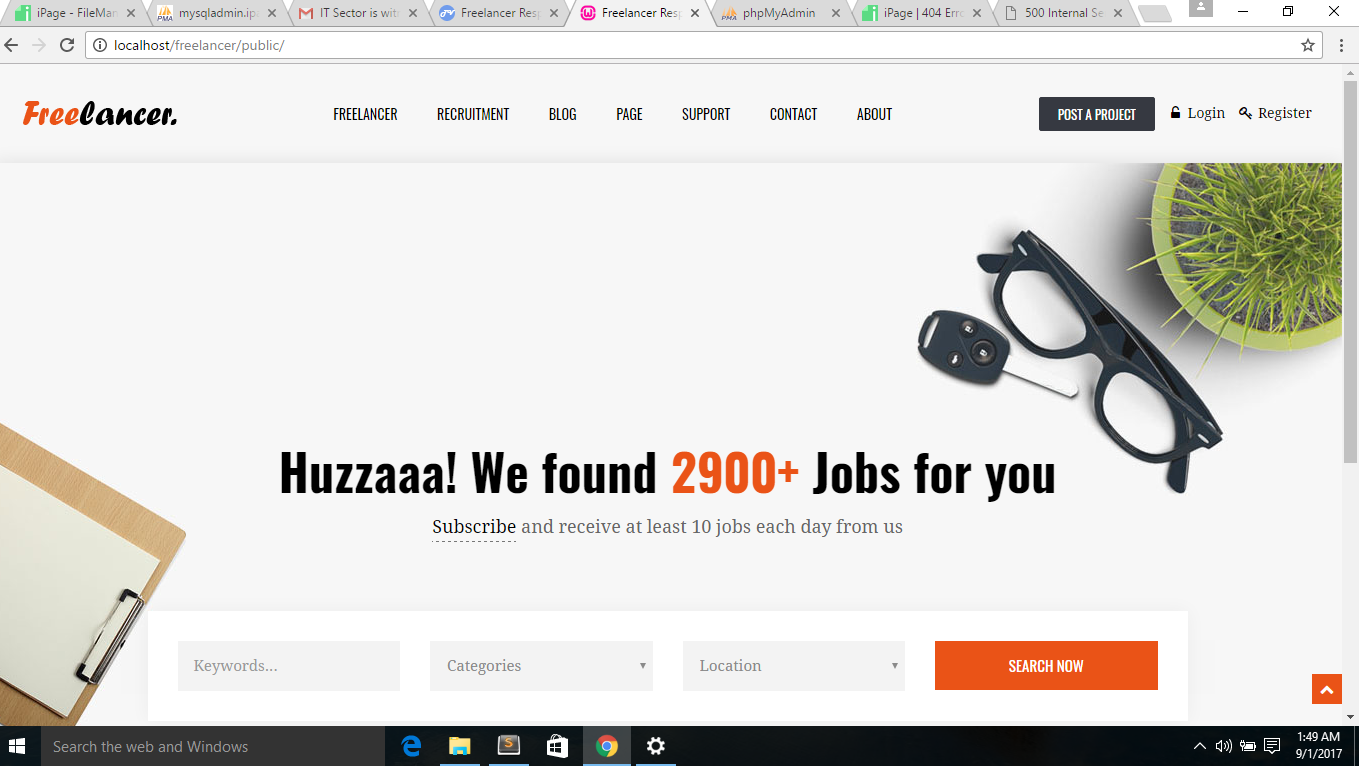 iPage - FileMan
mysqladmin.ipa
IT Sector is wit
Freelancer Resp
Freelancer Resp
phpMyAdmin
iPage | 404 Erro
500 Internal Se
localhost/freelancer/public/
Freelancer.
FREELANCER
RECRUITMENT
BLOG
PAGE
SUPPORT
CONTACT
ABOUT
POST A PROJECT
Login
Register
Huzzaaa! We found 2900+ Jobs for you
Subscribe and receive at least 10 jobs each day from us
Keywords...
Categories
Location
SEARCH NOW
Search the web and Windows
1:49 AM
9/1/2017